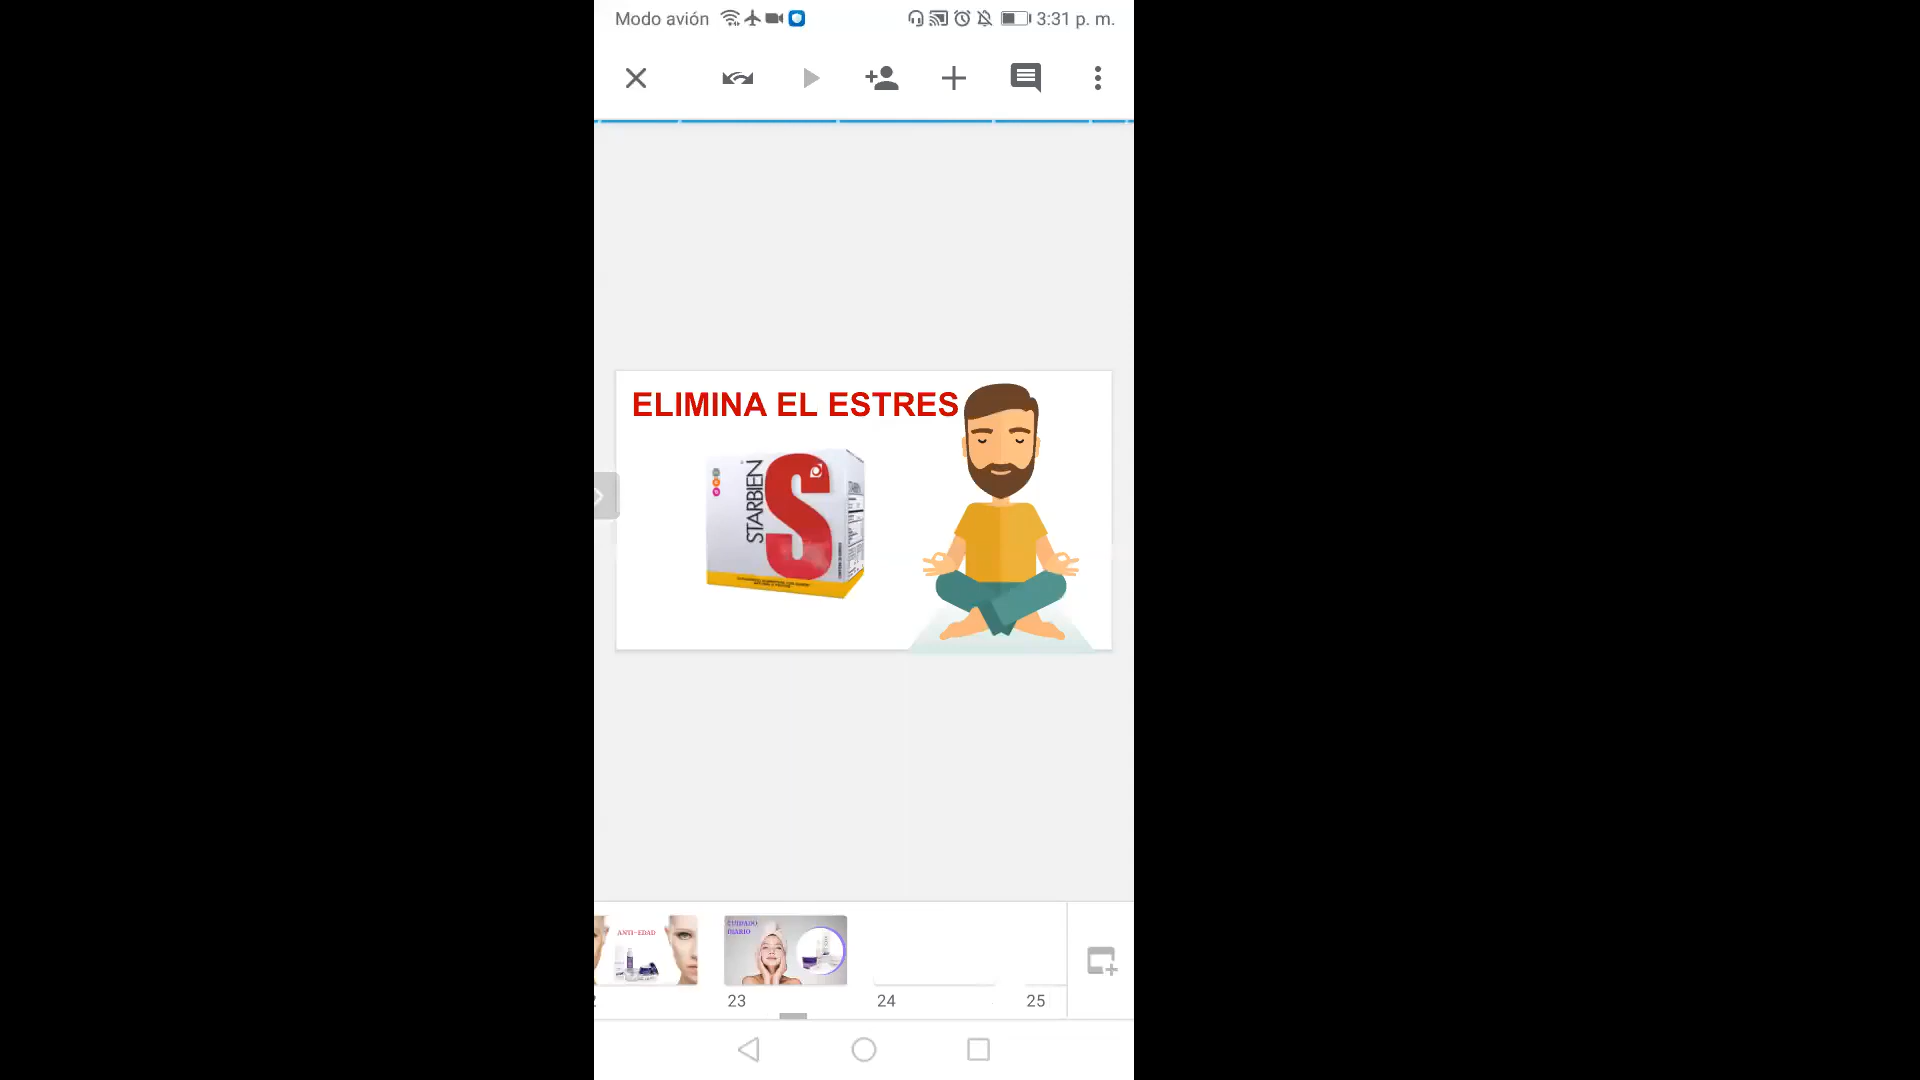 Modo avión
3:31 p. m.
ELIMINA EL ESTRES
STARBIEN
S
ANTI-EDAD
CUIDADO
DIARIO
23
24
25